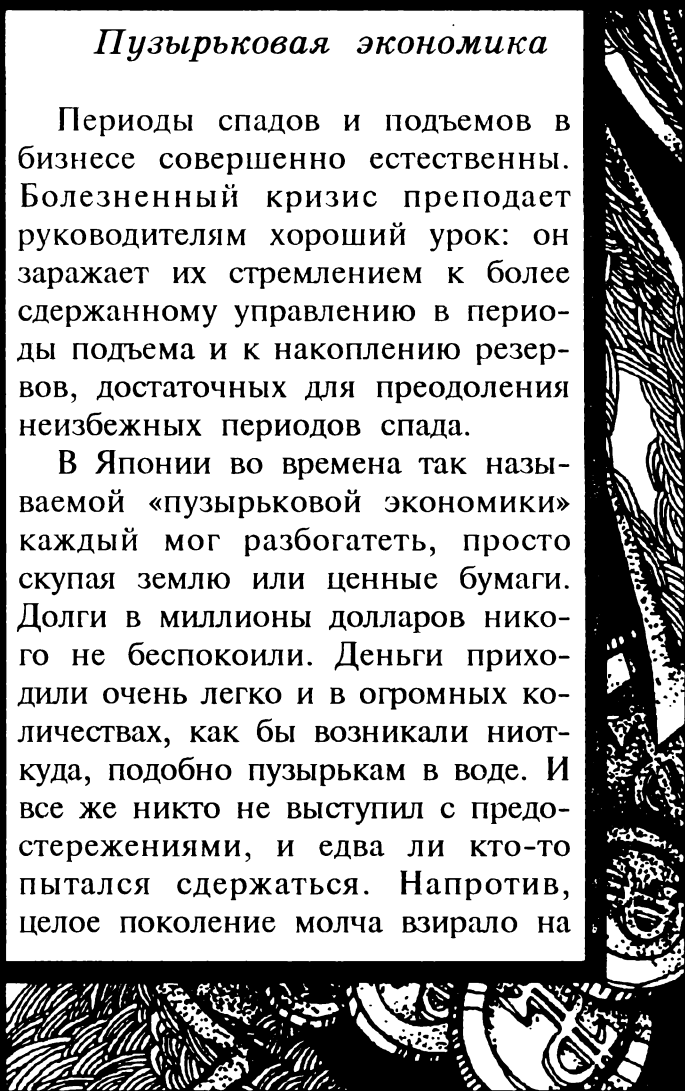 Пузырьковая экономика
Периоды спадов и подъемов в
бизнесе совершенно естественны.
Болезненный кризис преподает
руководителям хороший урок: он
заражает их стремлением к более
сдержанному управлению в перио-
ды подъема и к накоплению резер-
вов, достаточных для преодоления
неизбежных периодов спада.
В Японии во времена так назы-
ваемой «пузырьковой экономики»
каждый мог разбогатеть, просто
скупая землю или ценные бумаги.
Долги в миллионы долларов нико-
го не беспокоили. Деньги прихо-
дили очень легко и в огромных ко-
личествах, как бы возникали ниот-
куда, подобно пузырькам в воде. И
все же никто не выступил с предо-
стережениями, и едва ли кто-то
пытался сдержаться. Напротив,
целое поколение молча взирало на